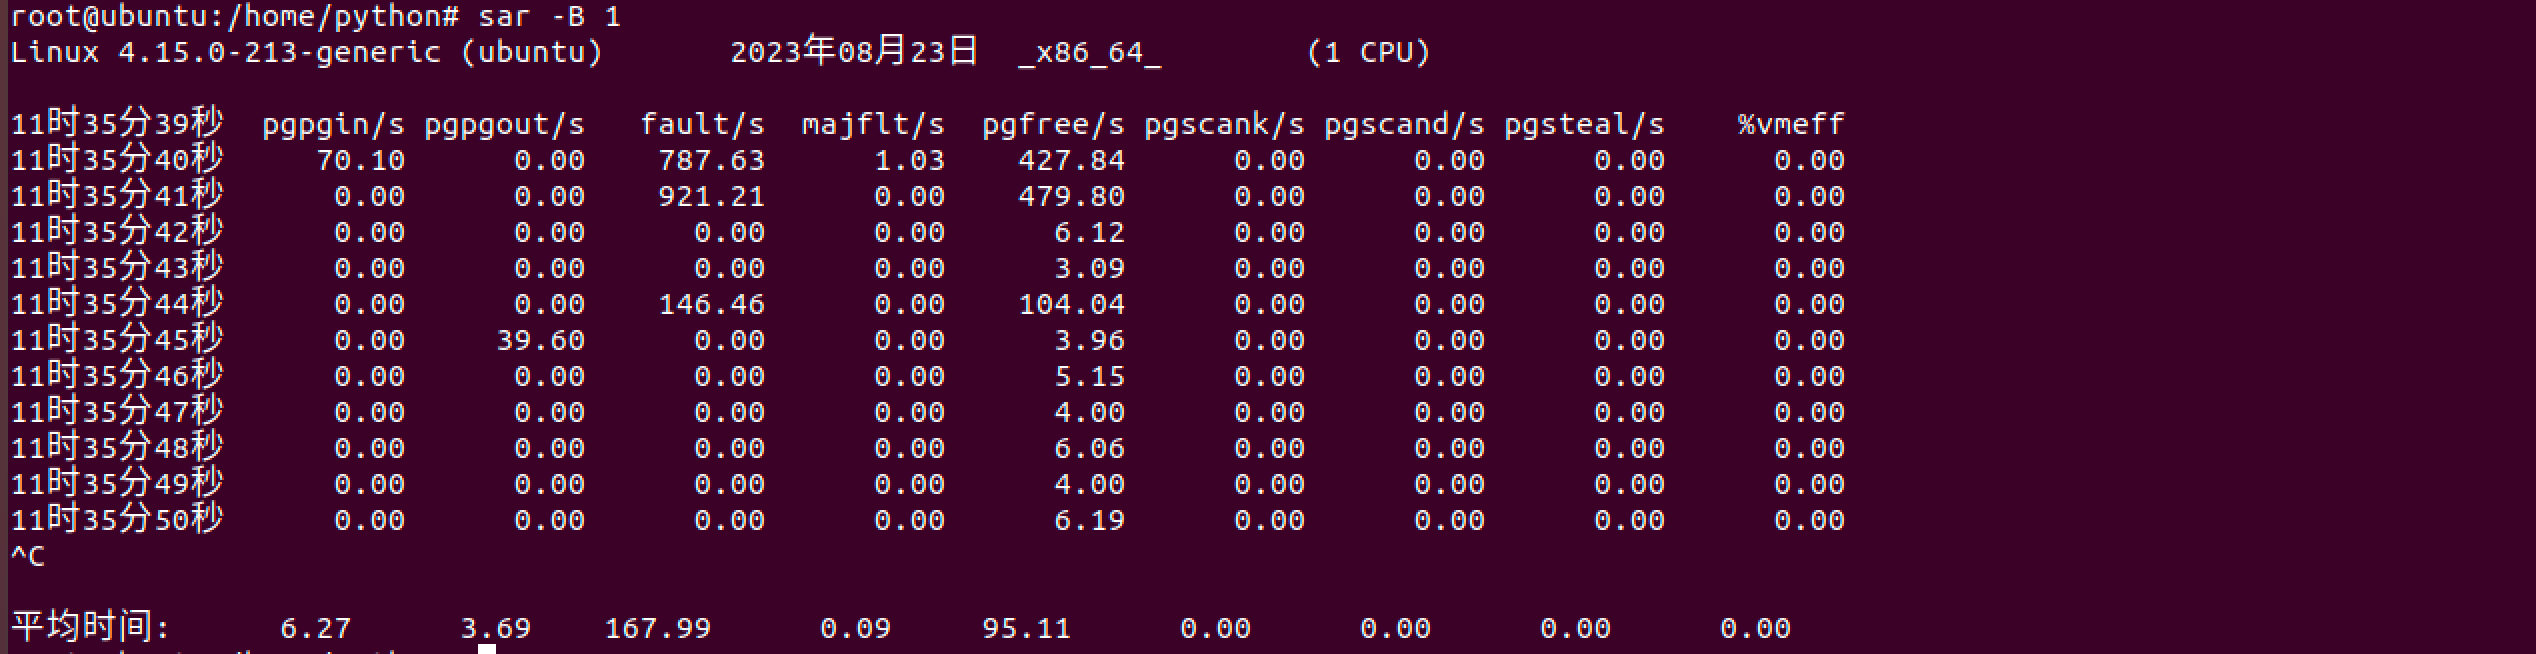 root@ubuntu:/home/python# sar -B 1
Linux 4.15.0-213-generic (ubuntu) 2023年08月23日 _x86_64_ (1 CPU)
11时35分39秒 pgpgin/s pgpgout/s fault/s majflt/s pgfree/s pgscank/s pgscand/s pgsteal/s %vmeff
11时35分40秒 70.10 0.00 787.63 1.03 427.84 0.00 0.00 0.00 0.00
11时35分41秒 0.00 0.00 921.21 0.00 479.80 0.00 0.00 0.00 0.00
11时35分42秒 0.00 0.00 0.00 0.00 6.12 0.00 0.00 0.00 0.00
11时35分43秒 0.00 0.00 0.00 0.00 3.09 0.00 0.00 0.00 0.00
11时35分44秒 0.00 0.00 146.46 0.00 104.04 0.00 0.00 0.00 0.00
11时35分45秒 0.00 39.60 0.00 0.00 3.96 0.00 0.00 0.00 0.00
11时35分46秒 0.00 0.00 0.00 0.00 5.15 0.00 0.00 0.00 0.00
11时35分47秒 0.00 0.00 0.00 0.00 4.00 0.00 0.00 0.00 0.00
11时35分48秒 0.00 0.00 0.00 0.00 6.06 0.00 0.00 0.00 0.00
11时35分49秒 0.00 0.00 0.00 0.00 4.00 0.00 0.00 0.00 0.00
11时35分50秒 0.00 0.00 0.00 0.00 6.19 0.00 0.00 0.00 0.00
^C
平均时间: 6.27 3.69 167.99 0.09 95.11 0.00 0.00 0.00 0.00